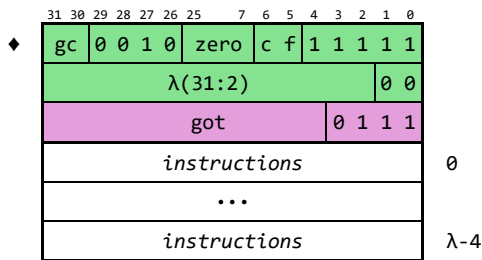 31 30 29 28 27 26 25 7 6 5 4 3 2 1 0
♦ gc 0 0 1 0 zero c f 1 1 1 1 1
λ(31:2) 0 0
got 0 1 1 1
instructions 0
...
instructions λ-4